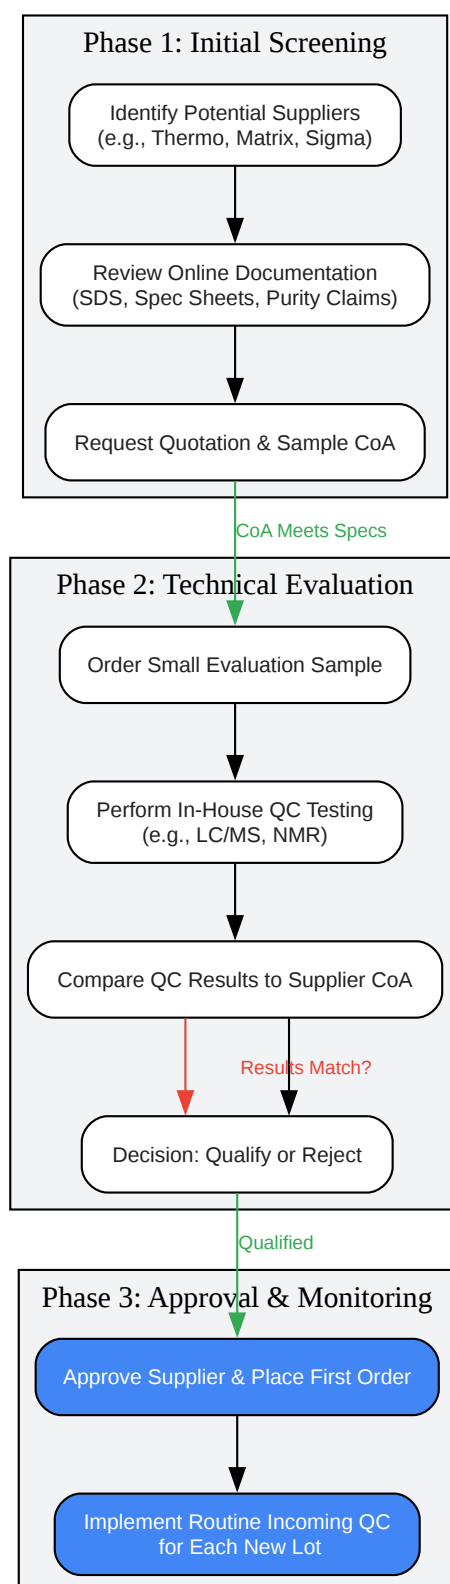 Phase 1: Initial Screening
Identify Potential Suppliers
(e.g., Thermo, Matrix, Sigma)
Review Online Documentation
(SDS, Spec Sheets, Purity Claims)
Request Quotation & Sample CoA
CoA Meets Specs
Phase 2: Technical Evaluation
Order Small Evaluation Sample
Perform In-House QC Testing
(e.g., LC/MS, NMR)
Compare QC Results to Supplier CoA
Results Match?
Decision: Qualify or Reject
Qualified
Phase 3: Approval & Monitoring
Approve Supplier & Place First Order
Implement Routine Incoming QC
for Each New Lot